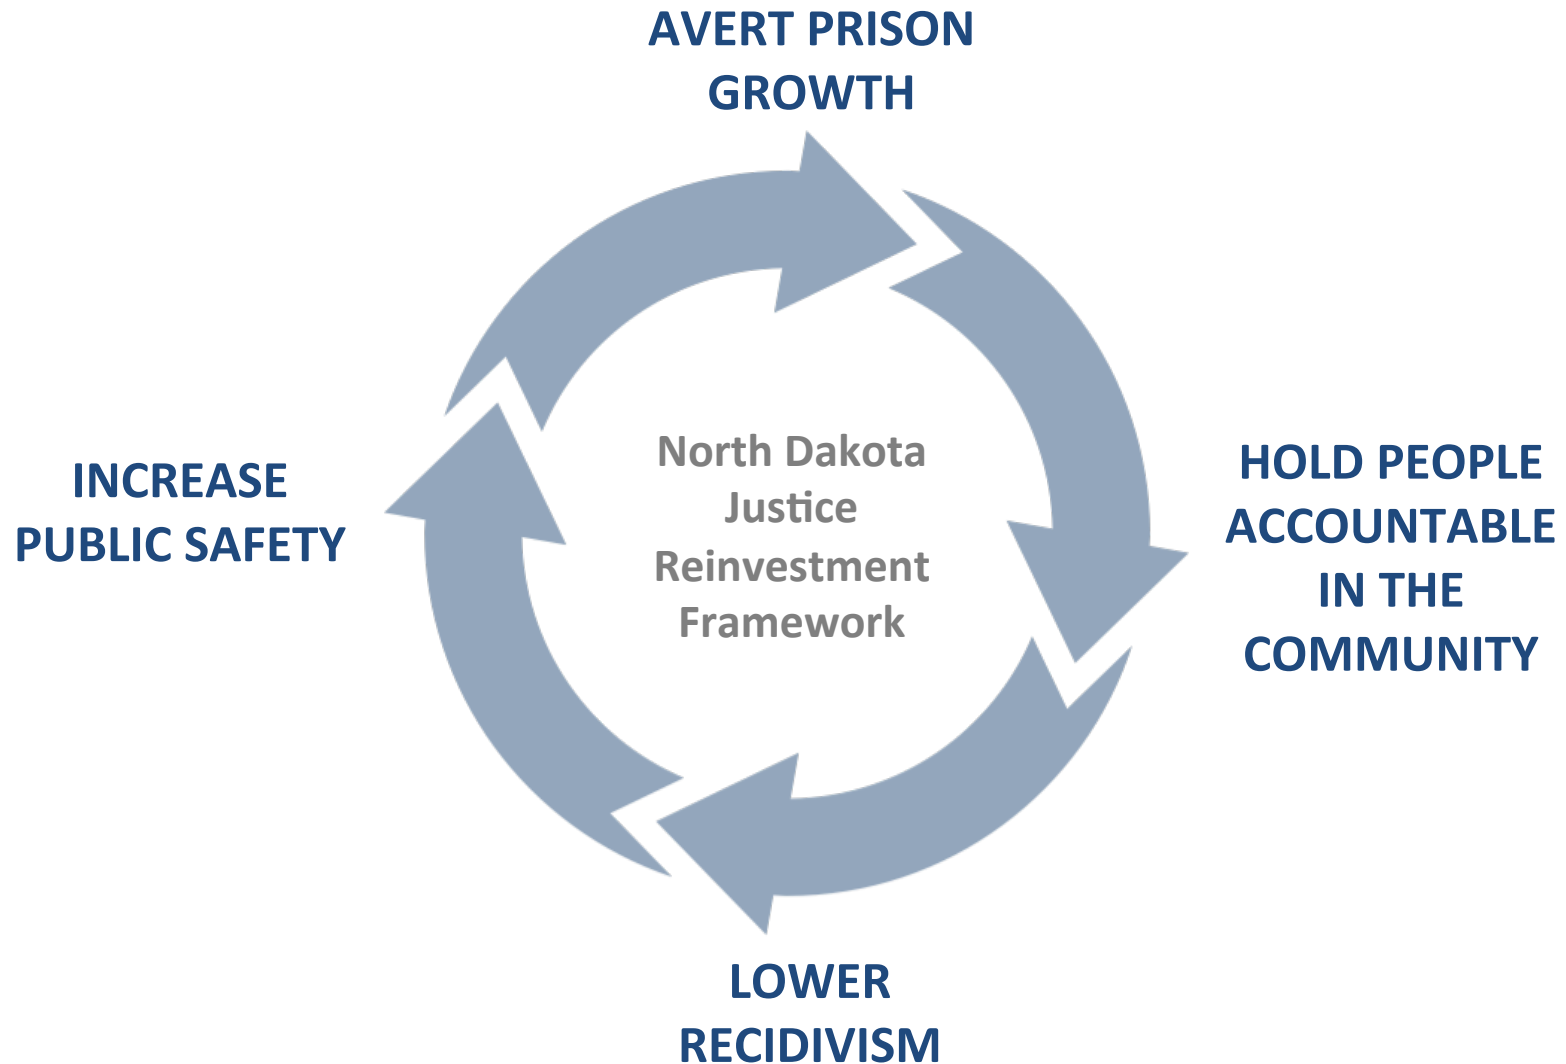 AVERT PRISON
GROWTH
INCREASE
PUBLIC SAFETY
North Dakota
Justice
Reinvestment
Framework
HOLD PEOPLE
ACCOUNTABLE
IN THE
COMMUNITY
LOWER
RECIDIVISM